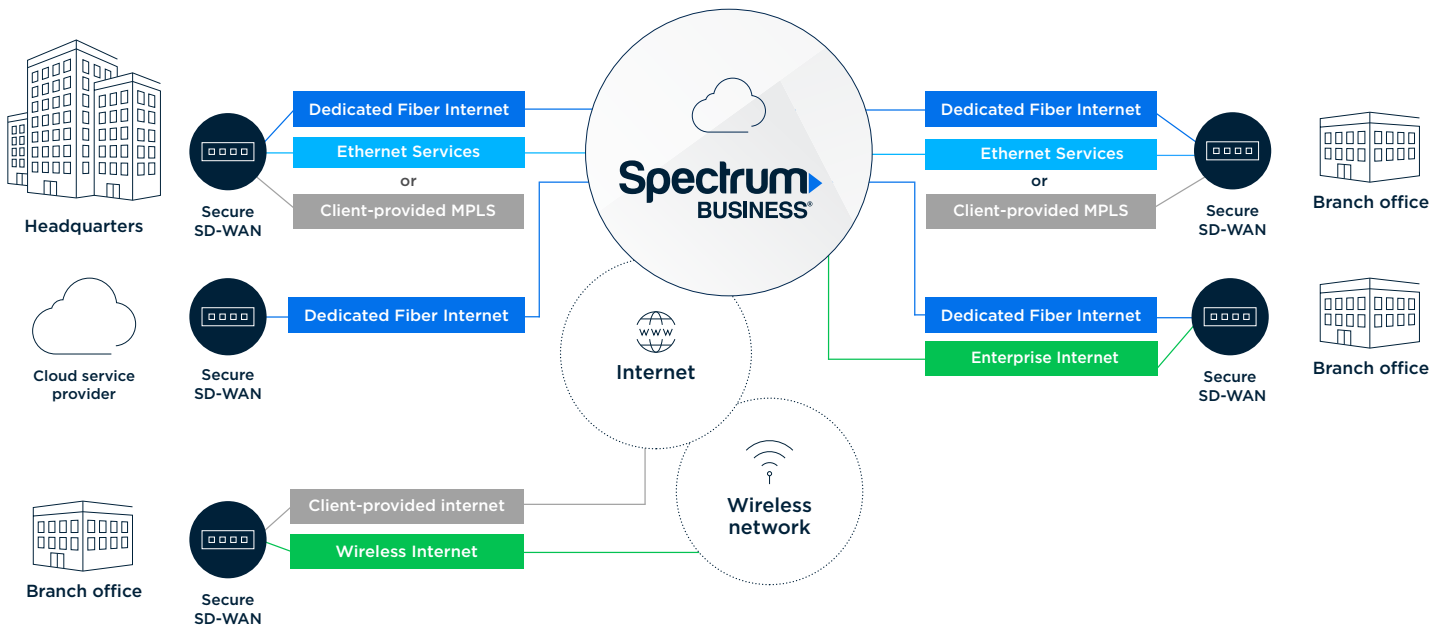 Dedicated Fiber Internet
Ethernet Services
or
Client-provided MPLS
Headquarters
Secure
SD-WAN
Spectrum
BUSINESS®
Dedicated Fiber Internet
Ethernet Services
or
Client-provided MPLS
Secure
SD-WAN
Branch office
Dedicated Fiber Internet
Cloud service
provider
Secure
SD-WAN
WWW
Internet
Dedicated Fiber Internet
Enterprise Internet
Secure
SD-WAN
Branch office
Client-provided internet
Wireless Internet
Branch office
Secure
SD-WAN
Wireless
network